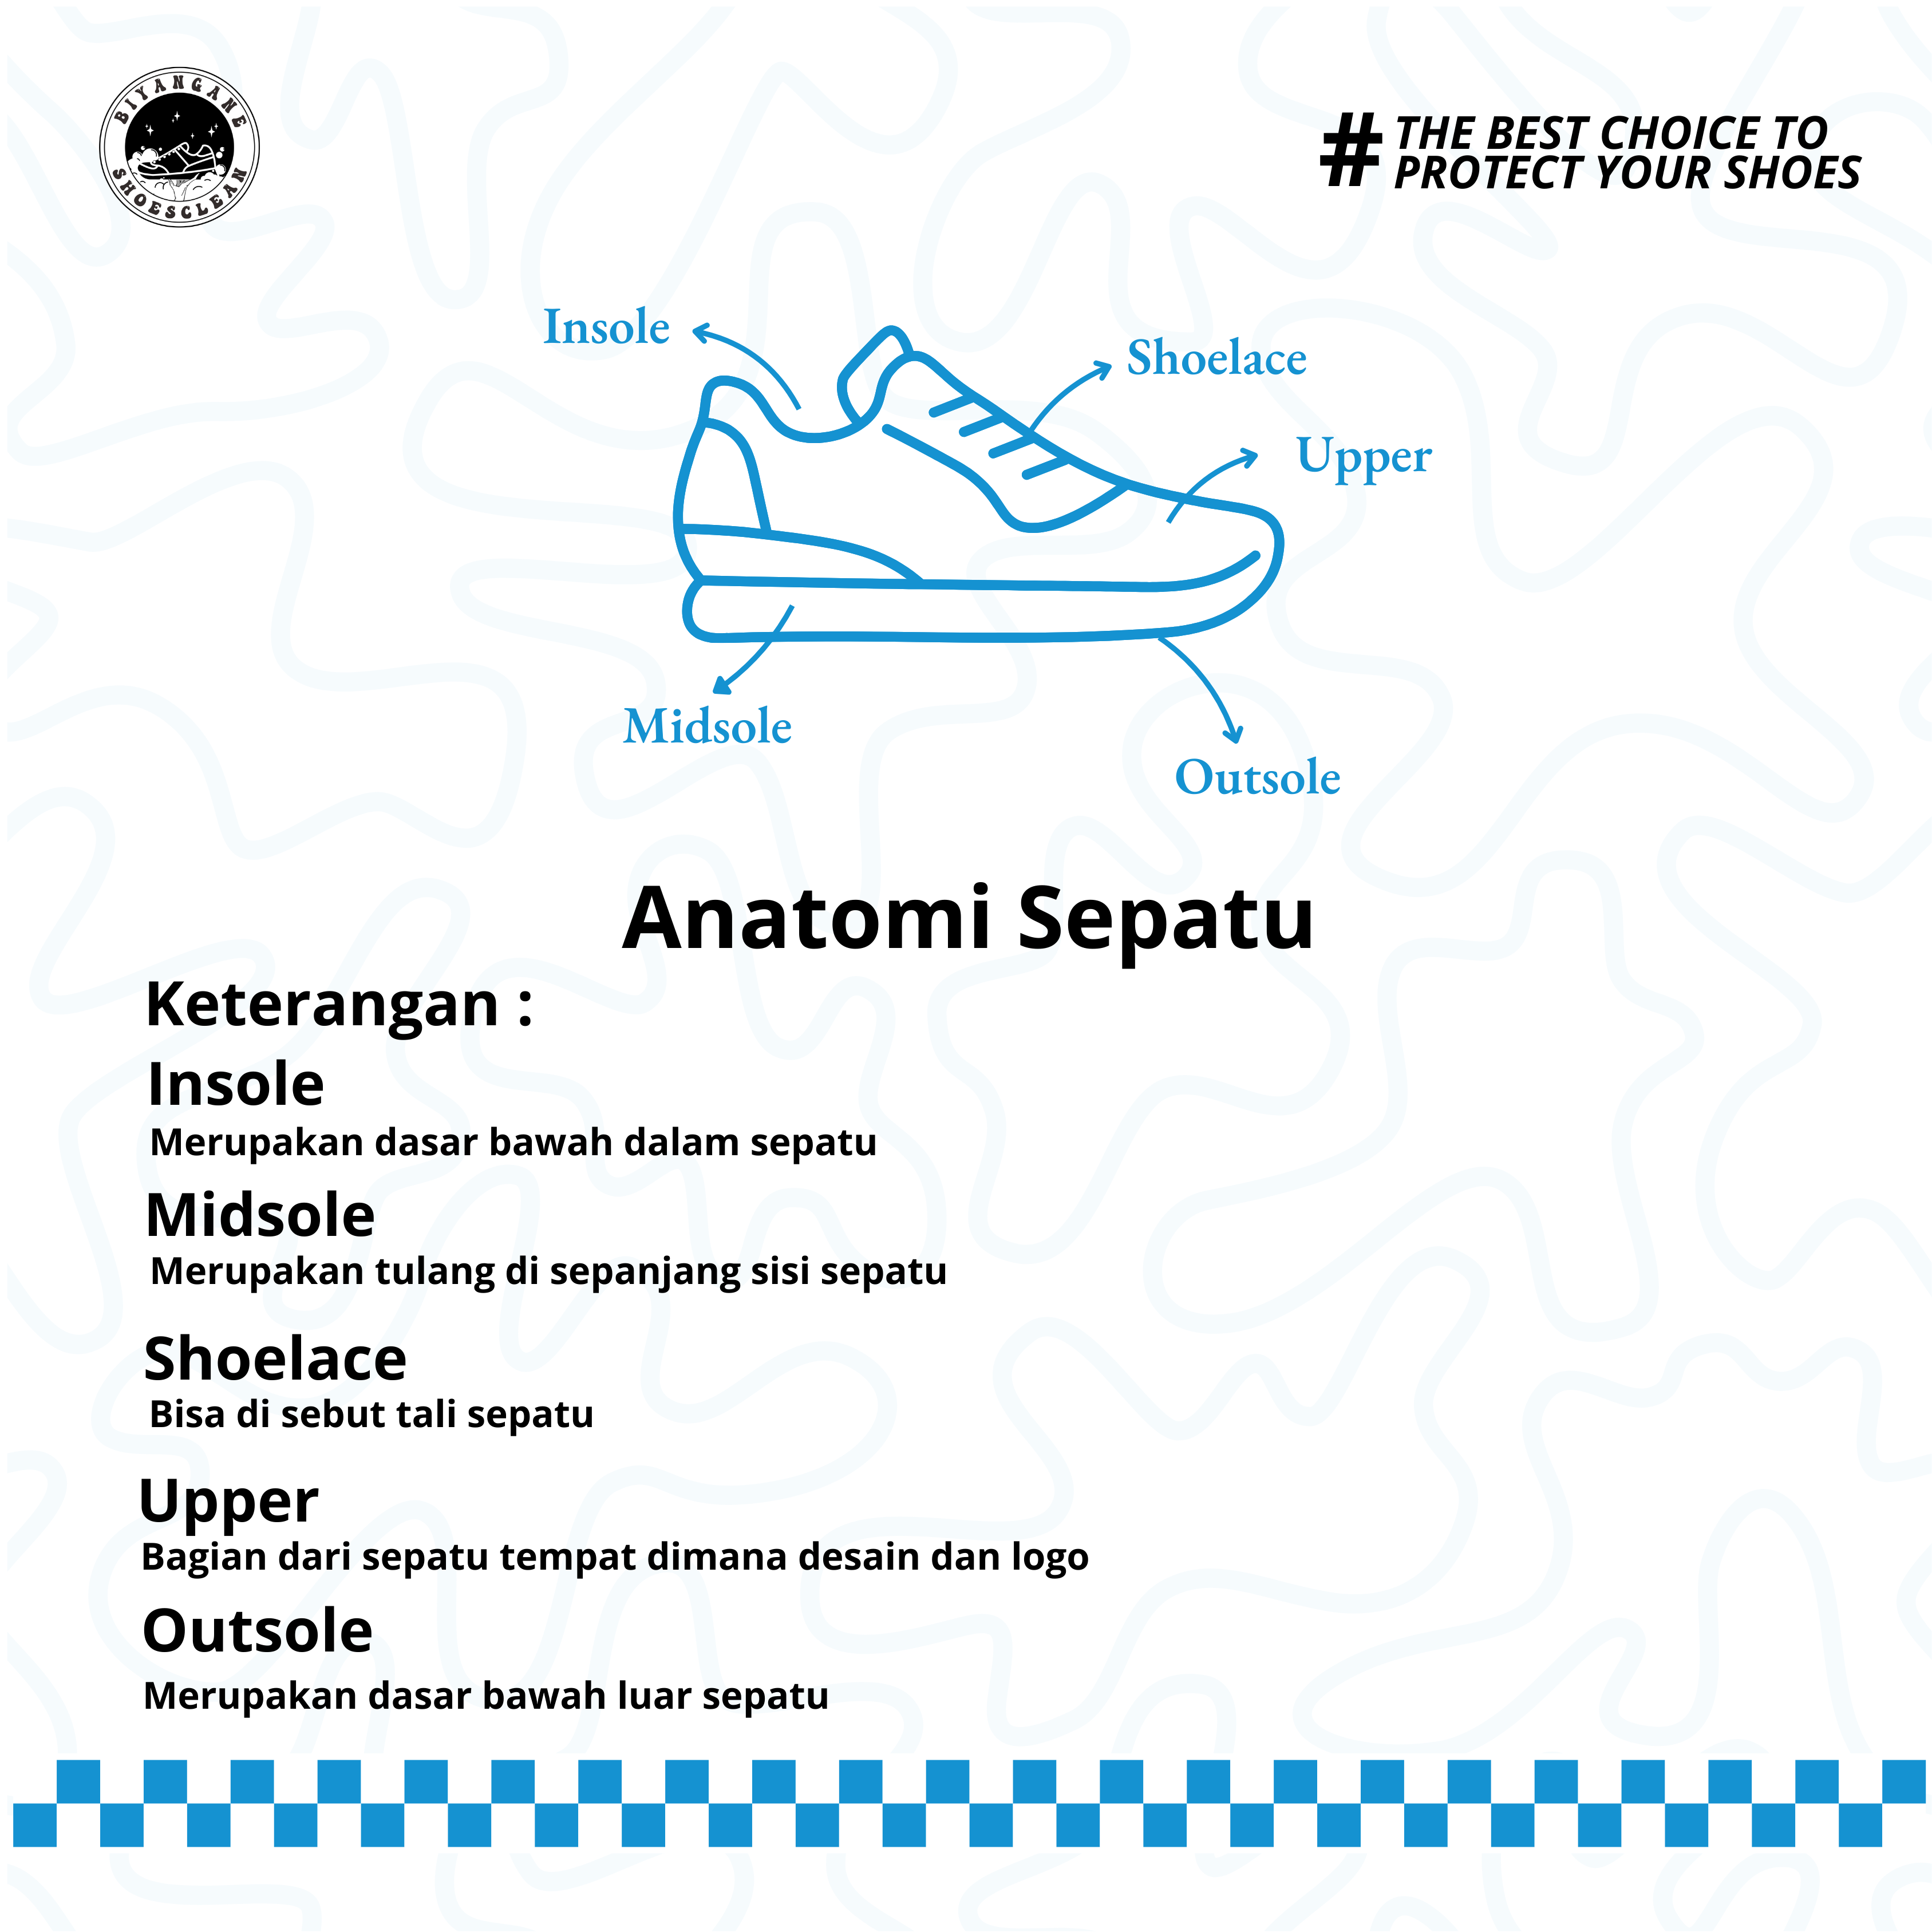 BIYANGANE
SHOESCLEAN
# THE BEST CHOICE TO
PROTECT YOUR SHOES
Insole
Shoelace
Upper
Midsole
Outsole
Anatomi Sepatu
Keterangan :
Insole
Merupakan dasar bawah dalam sepatu
Midsole
Merupakan tulang di sepanjang sisi sepatu
Shoelace
Bisa di sebut tali sepatu
Upper
Bagian dari sepatu tempat dimana desain dan logo
Outsole
Merupakan dasar bawah luar sepatu